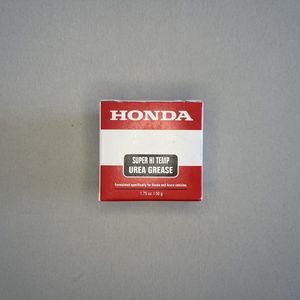 HONDA
SUPER HI TEMP
UREA GREASE
Formulated specifically for Honda and Acura vehicles
1.75 oz. / 50 g